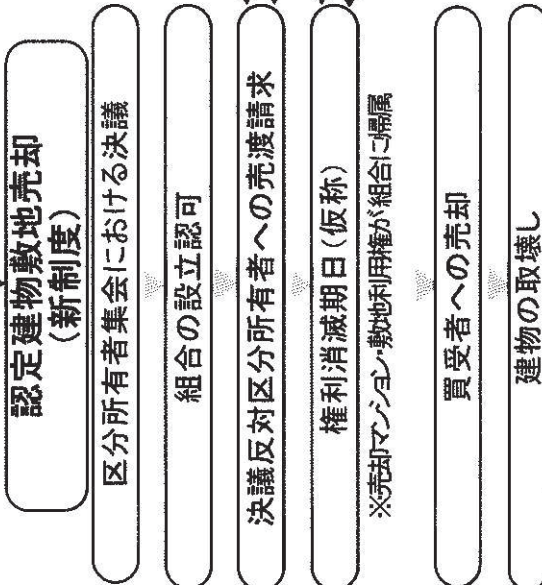 認定建物敷地売却
(新制度)
区分所有者集会における決議
組合の設立認可
決議反対区分所有者への売渡請求
権利消滅期日(仮称)
※売却マンション・敷地利用権が組合に帰属
買受者への売却
建物の取壊し